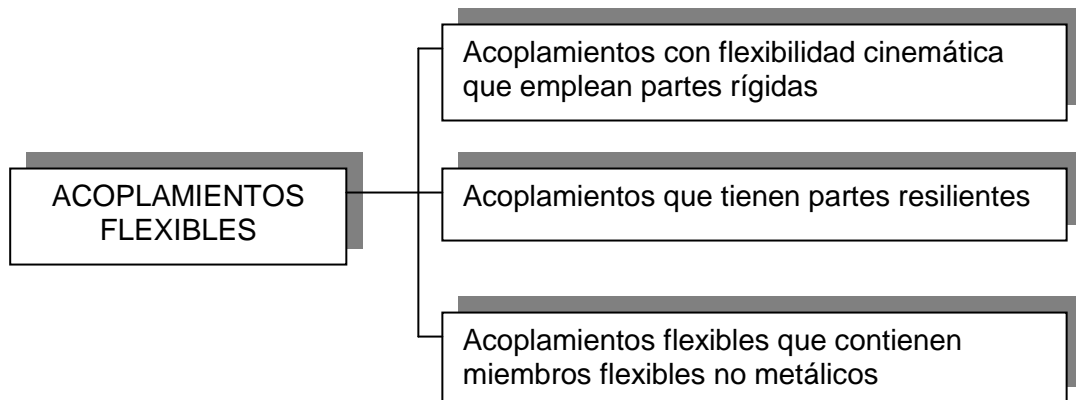 Acoplamientos con flexibilidad cinemática
que emplean partes rígidas
ACOPLAMIENTOS
FLEXIBLES
Acoplamientos que tienen partes resilientes
Acoplamientos flexibles que contienen
miembros flexibles no metálicos